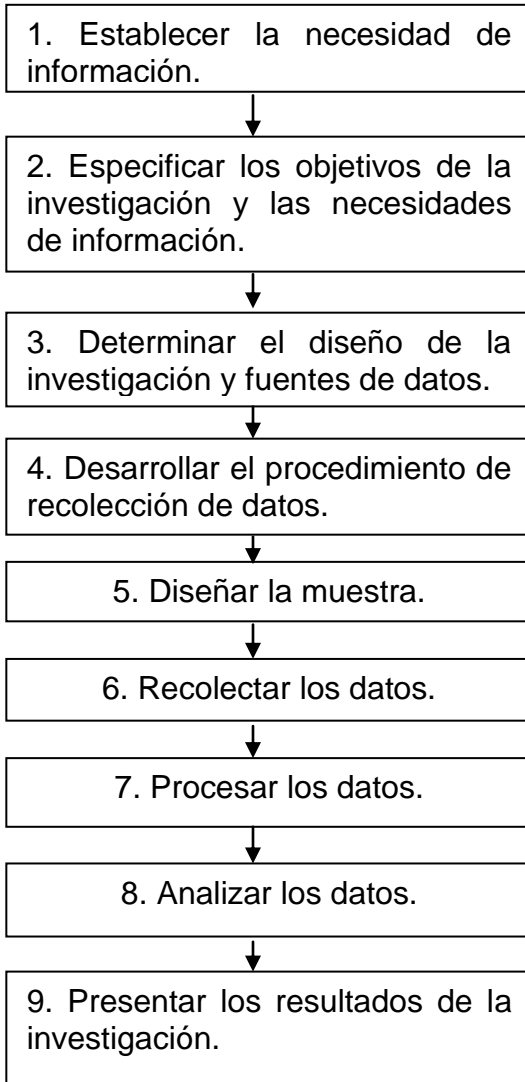 1. Establecer la necesidad de
información.
2. Especificar los objetivos de la
investigación y las necesidades
de información.
3. Determinar el diseño de la
investigación y fuentes de datos.
4. Desarrollar el procedimiento de
recolección de datos.
5. Diseñar la muestra.
6. Recolectar los datos.
7. Procesar los datos.
8. Analizar los datos.
9. Presentar los resultados de la
investigación.